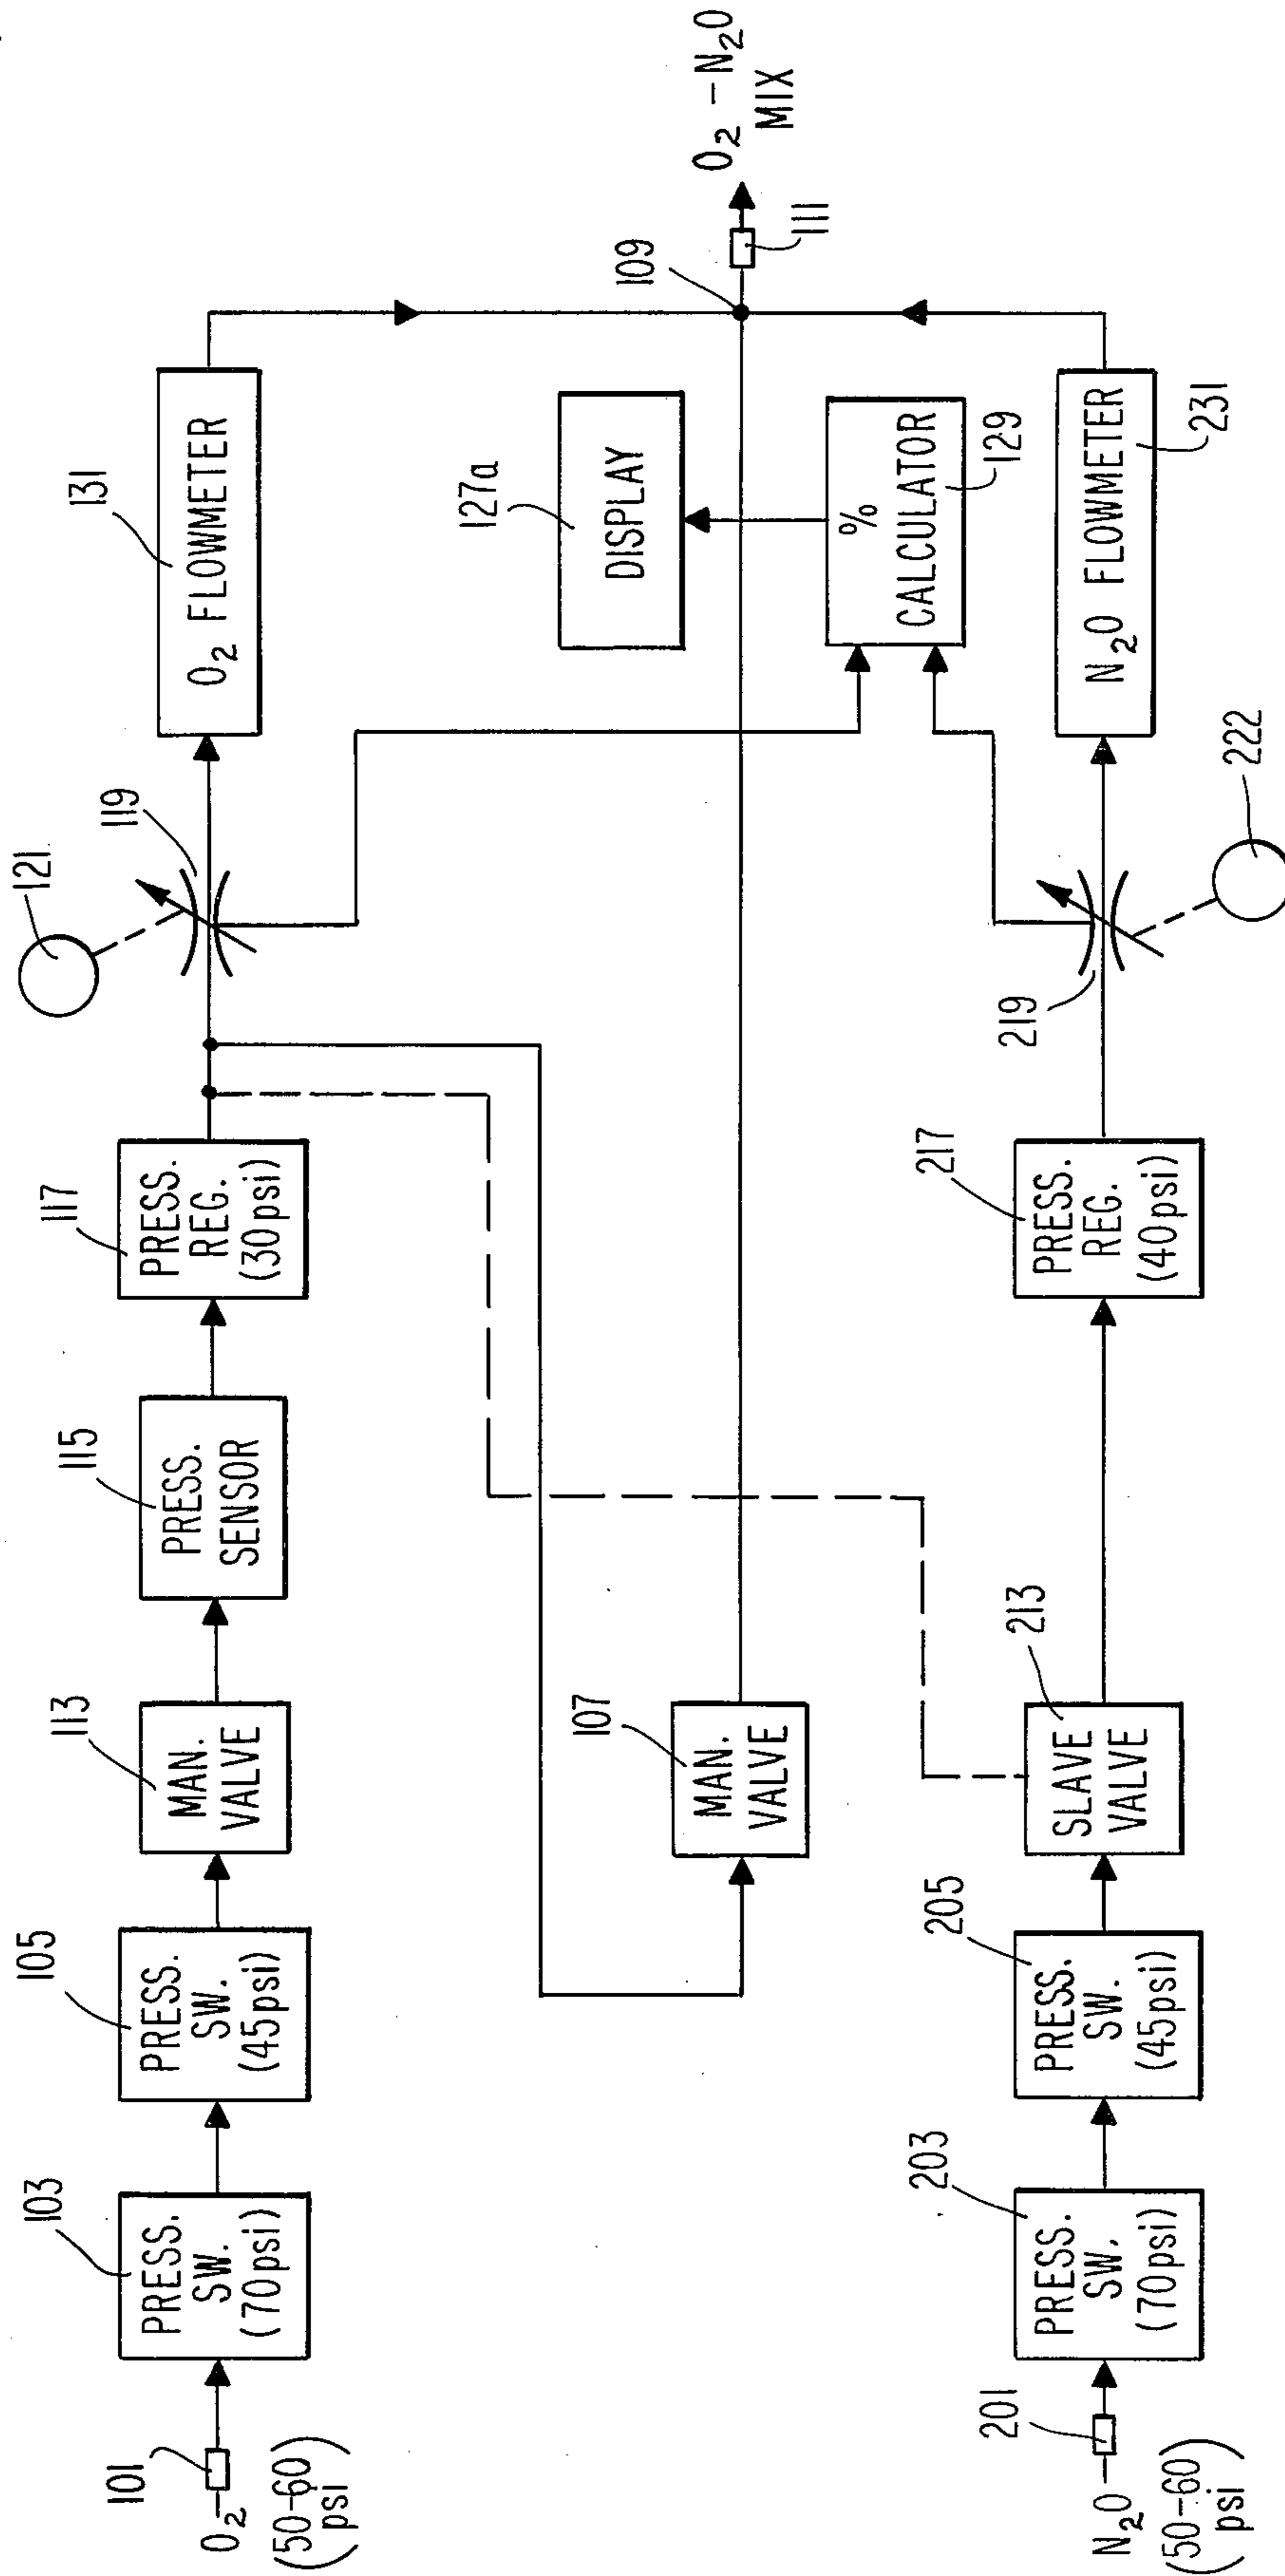 101
O₂
(50-60)
psi
103
PRESS.
SW.
(70psi)
105
PRESS.
SW.
(45psi)
113
MAN.
VALVE
115
PRESS.
SENSOR
117
PRESS.
REG.
(30psi)
121
119
131
O₂ FLOWMETER
107
MAN.
VALVE
127a
DISPLAY
%
CALCULATOR
129
109
111
O₂ -N₂O
MIX
201
N₂O
(50-60)
psi
203
PRESS.
SW.
(70psi)
205
PRESS.
SW.
(45psi)
213
SLAVE
VALVE
217
PRESS.
REG.
(40psi)
219
222
N₂O FLOWMETER
231